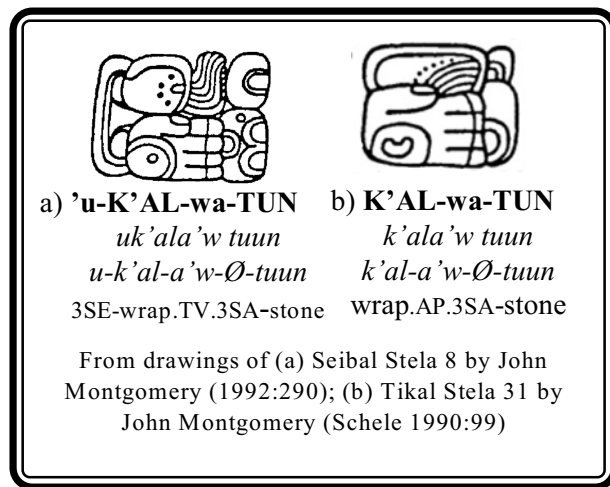 a) ’u-K’AL-wa-TUN b) K’AL-wa-TUN
uk’ala’w tuun k’ala’w tuun
u-k’al-a’w-Ø-tuun k’al-a’w-Ø-tuun
3SE-wrap.TV.3SA-stone wrap.AP.3SA-stone
From drawings of (a) Seibal Stela 8 by John
Montgomery (1992:290); (b) Tikal Stela 31 by
John Montgomery (Schele 1990:99)